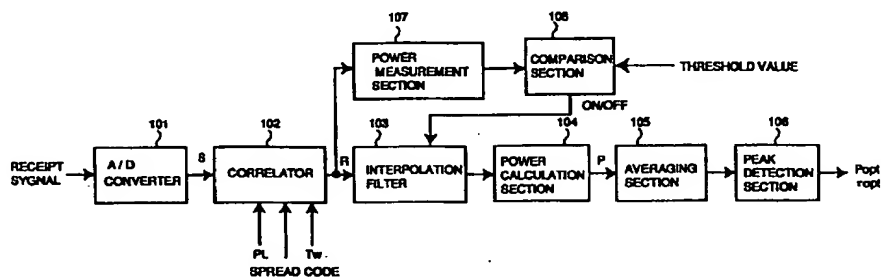 107
108
POWER
MEASUREMENT
SECTION
COMPARISON
SECTION
THRESHOLD VALUE
ON/OFF
101
102
103
104
105
106
RECEIPT
SYGNAL
A / D
CONVERTER
S
CORRELATOR
R
INTERPOLATION
FILTER
POWER
CALCULATION
SECTION
P
AVERAGING
SECTION
PEAK
DETECTION
SECTION
Popt
ropt
PL
Tw
SPREAD CODE